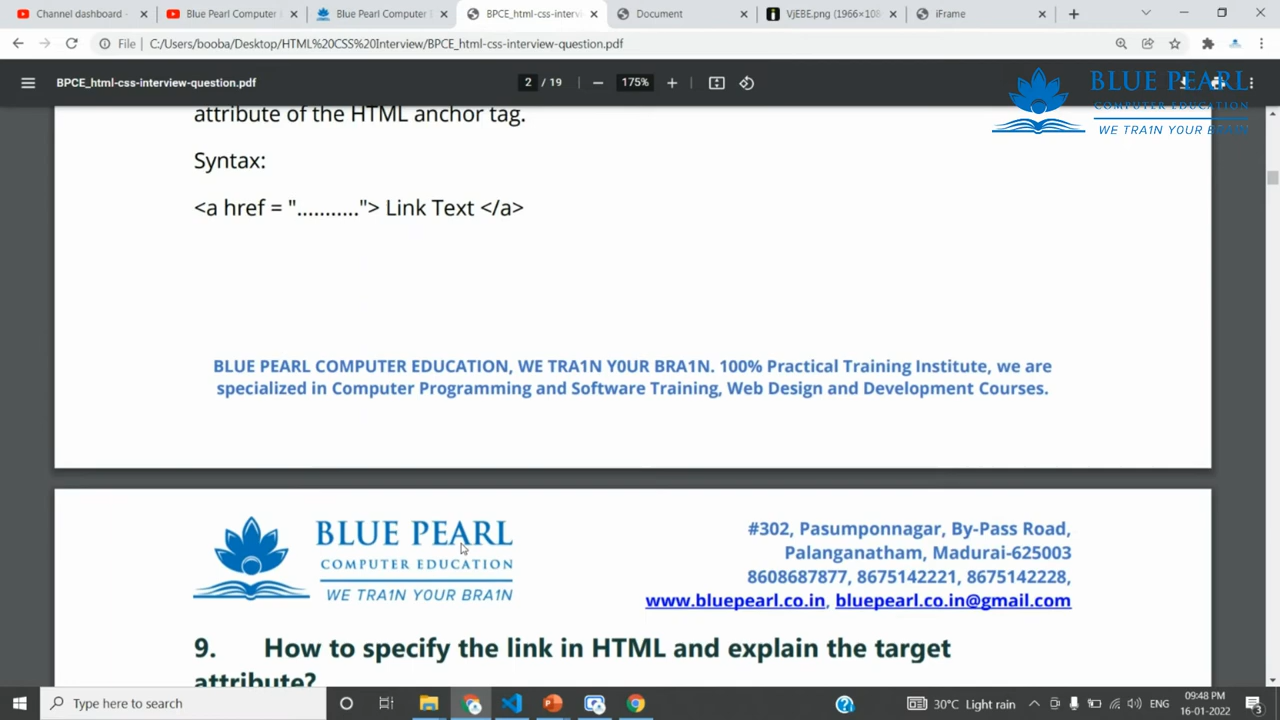 Channel dashboard -
Blue Pearl Computer
Blue Pearl Computer E
BPCE_html-css-intervi
Document
VjEBE.png (1966×108
iFrame
File | C:/Users/booba/Desktop/HTML%20CSS%20Interview/BPCE_html-css-interview-question.pdf
BPCE_html-css-interview-question.pdf
2 / 19
175%
BLUE PEARL
COMPUTER EDUCATION
WE TRA1N Y0UR BRA1N
attribute of the HTML anchor tag.
Syntax:
<a href = "...........“> Link Text </a>
BLUE PEARL COMPUTER EDUCATION, WE TRA1N Y0UR BRA1N. 100% Practical Training Institute, we are
specialized in Computer Programming and Software Training, Web Design and Development Courses.
BLUE PEARL
COMPUTER EDUCATION
WE TRA1N YOUR BRA1N
#302, Pasumponnagar, By-Pass Road,
Palanganatham, Madurai-625003
8608687877, 8675142221, 8675142228,
www.bluepearl.co.in, bluepearl.co.in@gmail.com
9. How to specify the link in HTML and explain the target
attribute?
Type here to search
30°C Light rain
ENG
09:48 PM
16-01-2022
3